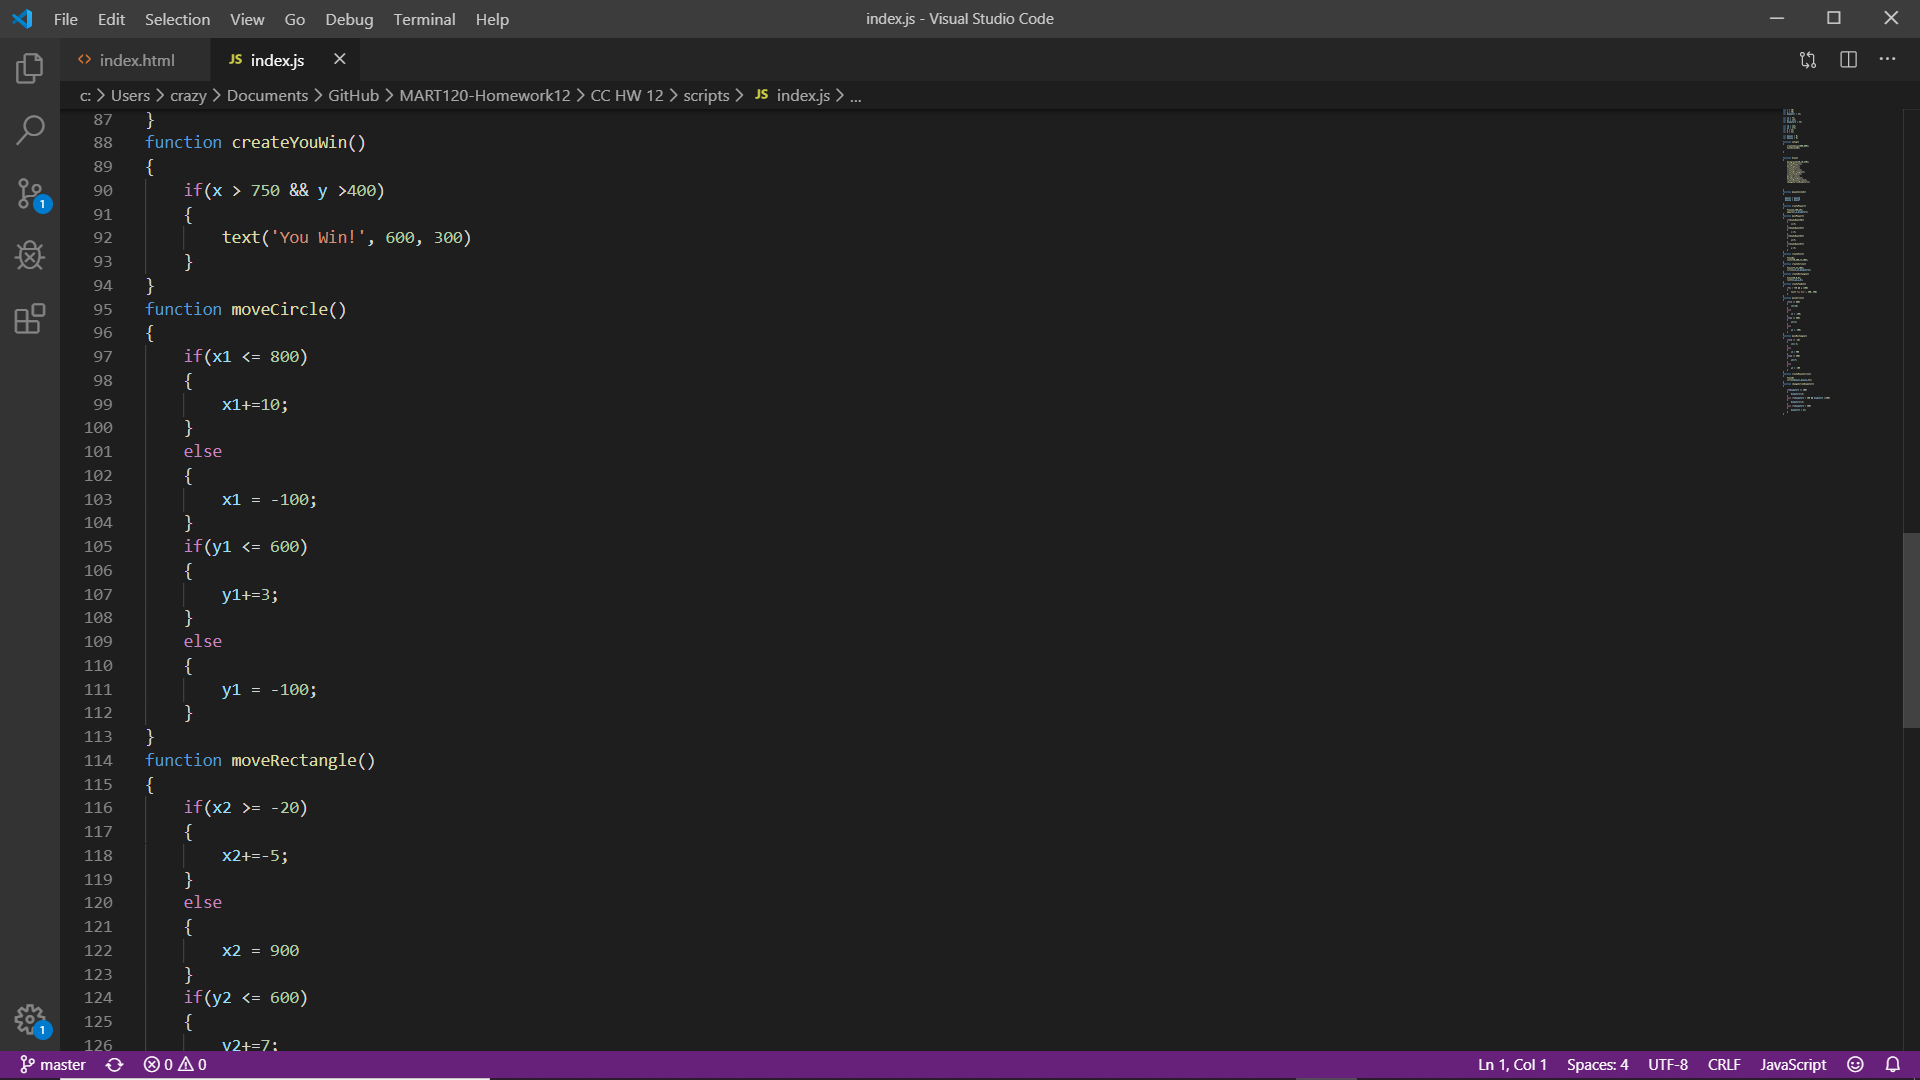 File Edit Selection View Go Debug Terminal Help index.js - Visual Studio Code
index.html JS index.js
c: > Users > crazy > Documents > GitHub > MART120-Homework12 > CC HW 12 > scripts > JS index.js > ...
87 }
88 function createYouWin()
89 {
90 if(x > 750 && y >400)
91 {
92 text('You Win!', 600, 300)
93 }
94 }
95 function moveCircle()
96 {
97 if(x1 <= 800)
98 {
99 x1+=10;
100 }
101 else
102 {
103 x1 = -100;
104 }
105 if(y1 <= 600)
106 {
107 y1+=3;
108 }
109 else
110 {
111 y1 = -100;
112 }
113 }
114 function moveRectangle()
115 {
116 if(x2 >= -20)
117 {
118 x2+=-5;
119 }
120 else
121 {
122 x2 = 900
123 }
124 if(y2 <= 600)
125 {
126 y2+=7;
1
1
master 0 0 Ln 1, Col 1 Spaces: 4 UTF-8 CRLF JavaScript